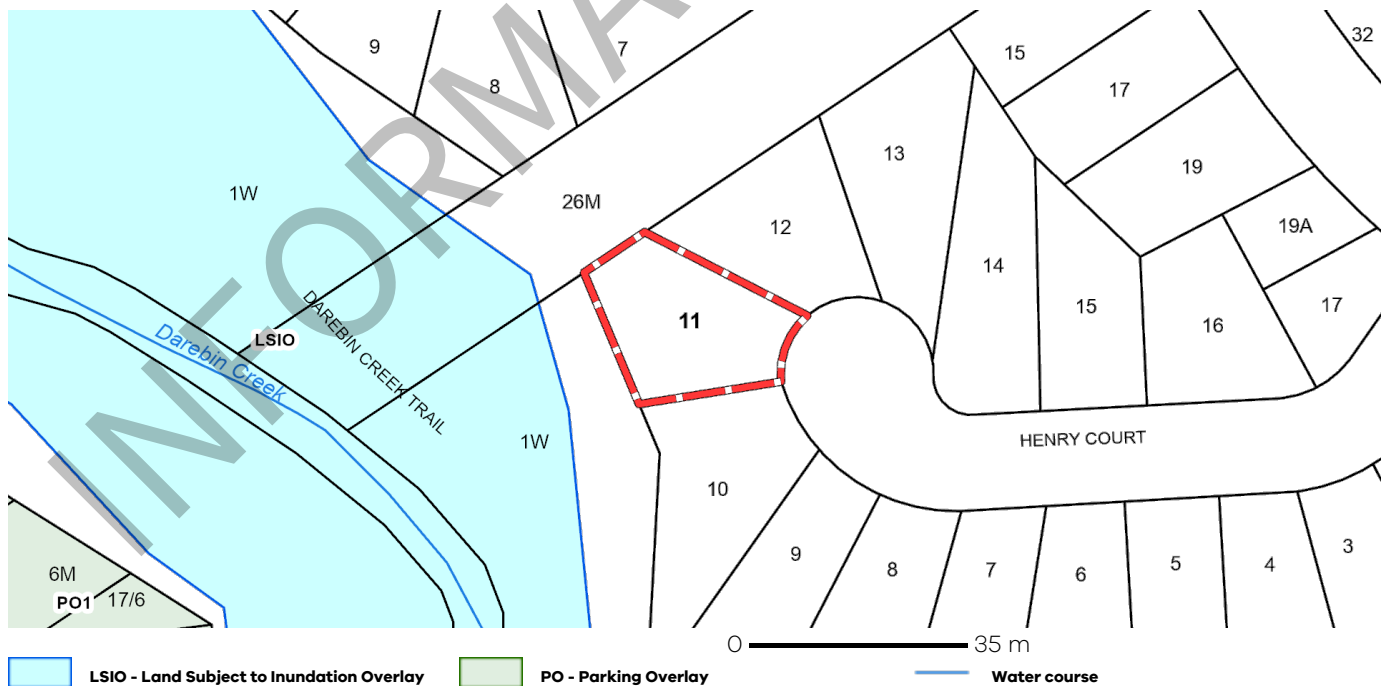 9
8
7
15
32
17
13
19
1W
26M
12
19A
14
11
15
16
17
LSIO
DAREBIN CREEK TRAIL
Darebin Creek
1W
HENRY COURT
10
9
8
7
6
5
4
3
6M
PO1
17/6
INFORMA
0
35 m
LSIO - Land Subject to Inundation Overlay
PO - Parking Overlay
Water course